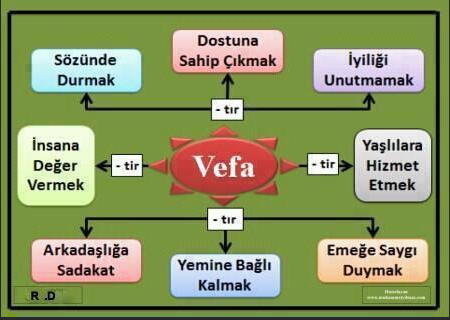 Sözünde
Durmak
Dostuna
Sahip Çıkmak
İyiliği
Unutmamak
- tır
İnsana
Değer
Vermek
- tir
Vefa
- tir
Yaşlılara
Hizmet
Etmek
- tır
Arkadaşlığa
Sadakat
Yemine Bağlı
Kalmak
Emeğe Saygı
Duymak
R .D